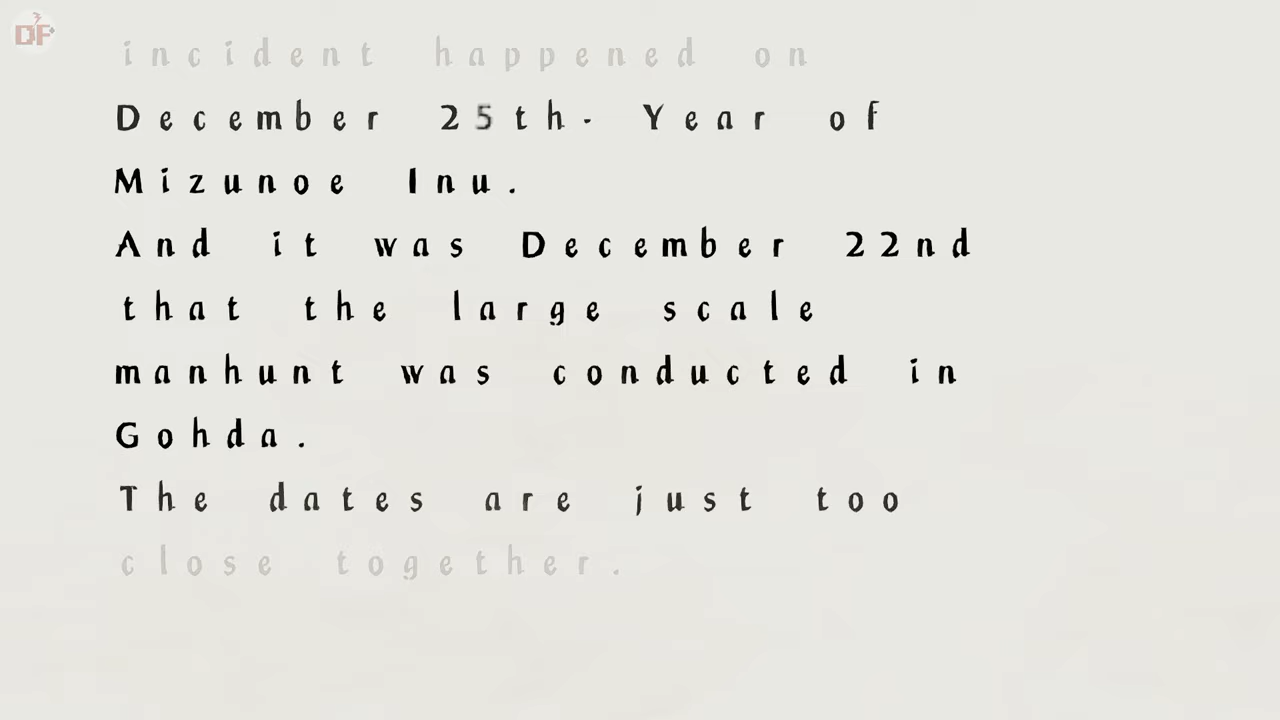 DF
incident happened on
December 25th. Year of
Mizunoe Inu.
And it was December 22nd
that the large scale
manhunt was conducted in
Gohda.
The dates are just too
close together.